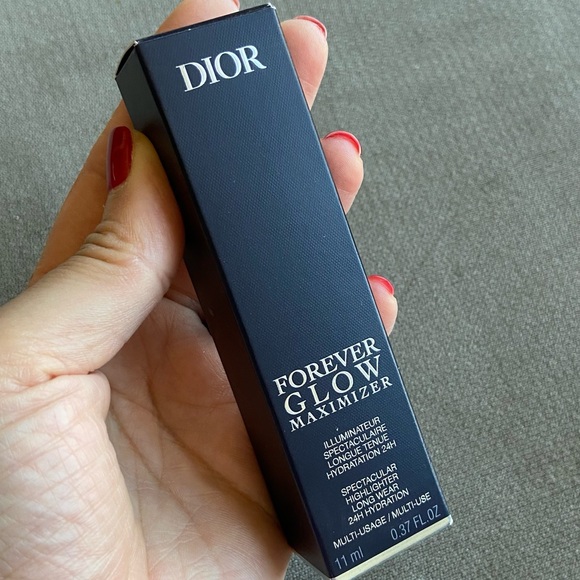 DIOR
FOREVER
GLOW
MAXIMIZER
ILLUMINATEUR
SPECTACULAIRE
LONGUE TENUE
HYDRATATION 24H
SPECTACULAR
HIGHLIGHTER
LONG WEAR
24H HYDRATION
MULTI-USAGE / MULTI-USE
11 ml 0.37 FL.OZ